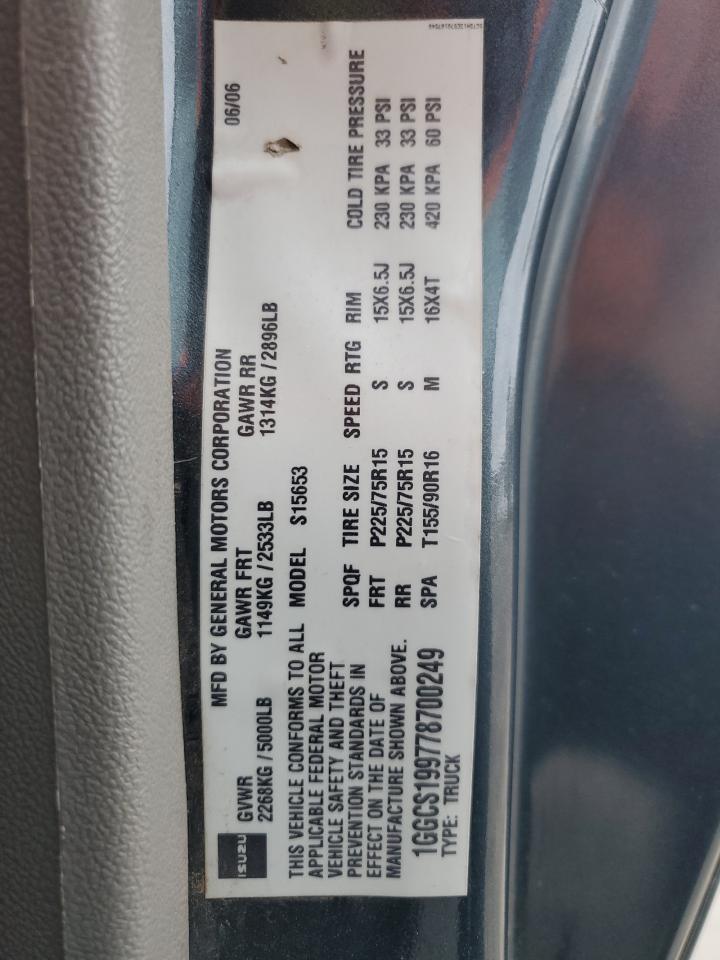 ISUZU
MFD BY GENERAL MOTORS CORPORATION 06/06
GVWR GAWR FRT GAWR RR
2268KG / 5000LB 1149KG / 2533LB 1314KG / 2896LB
THIS VEHICLE CONFORMS TO ALL MODEL S15653
APPLICABLE FEDERAL MOTOR
VEHICLE SAFETY AND THEFT
PREVENTION STANDARDS IN
EFFECT ON THE DATE OF
MANUFACTURE SHOWN ABOVE.
SPQF TIRE SIZE SPEED RTG RIM COLD TIRE PRESSURE
FRT P225/75R15 S 15X6.5J 230 KPA 33 PSI
RR P225/75R15 S 15X6.5J 230 KPA 33 PSI
SPA T155/90R16 M 16X4T 420 KPA 60 PSI
1GGCS199778700249
TYPE: TRUCK